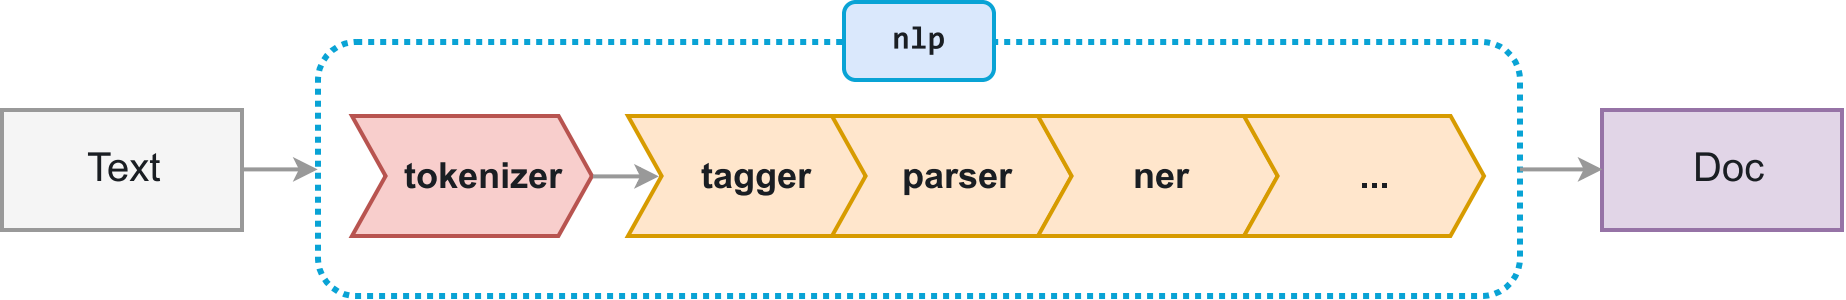 nlp
Text
tokenizer
tagger
parser
ner
...
Doc